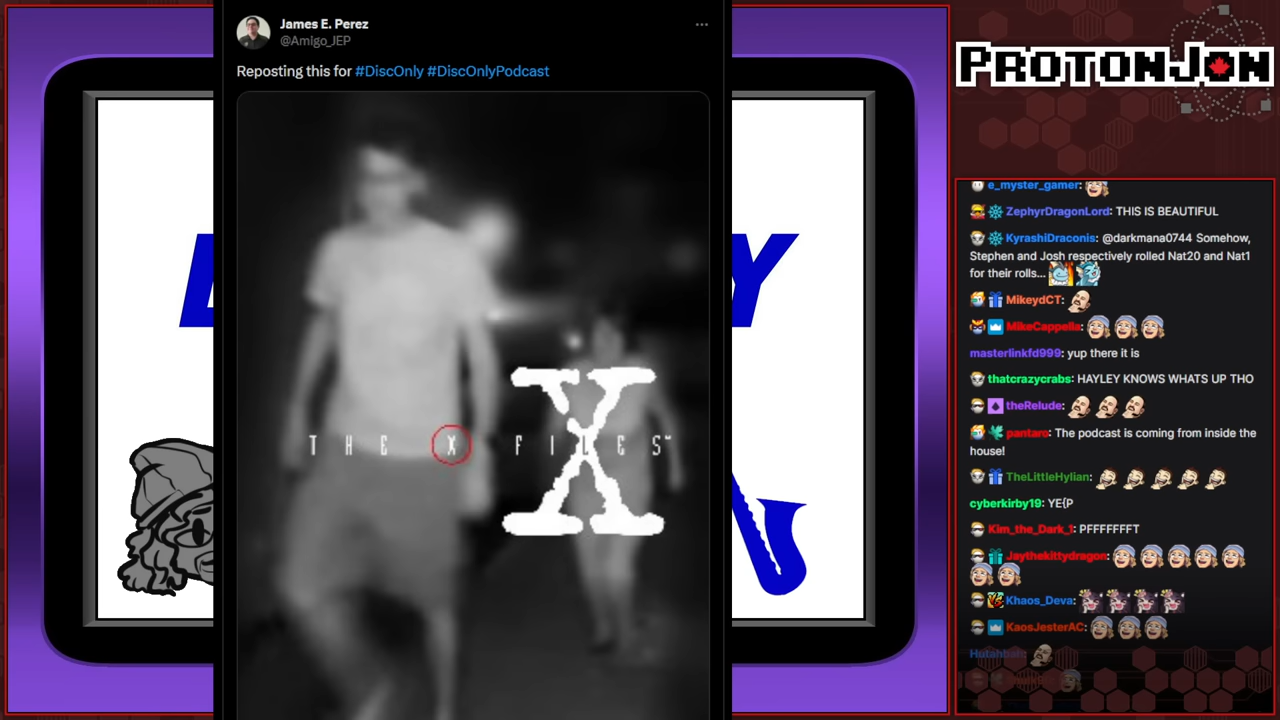 James E. Perez
@Amigo_JEP
Reposting this for #DiscOnly #DiscOnlyPodcast
THE X FILES™
X
Y
PROTONJON
e_myster_gamer:
ZephyrDragonLord: THIS IS BEAUTIFUL
KyrashiDraconis: @darkmana0744 Somehow,
Stephen and Josh respectively rolled Nat20 and Nat1
for their rolls...
MikeydCT:
MikeCappella:
masterlinkfd999: yup there it is
thatcrazycrabs: HAYLEY KNOWS WHATS UP THO
theRelude:
pantaro: The podcast is coming from inside the
house!
TheLittleHylian:
cyberkirby19: YE{P
Kim_the_Dark_1: PFFFFFFFT
Jaythekittydragon:
Khaos_Deva:
KaosJesterAC: